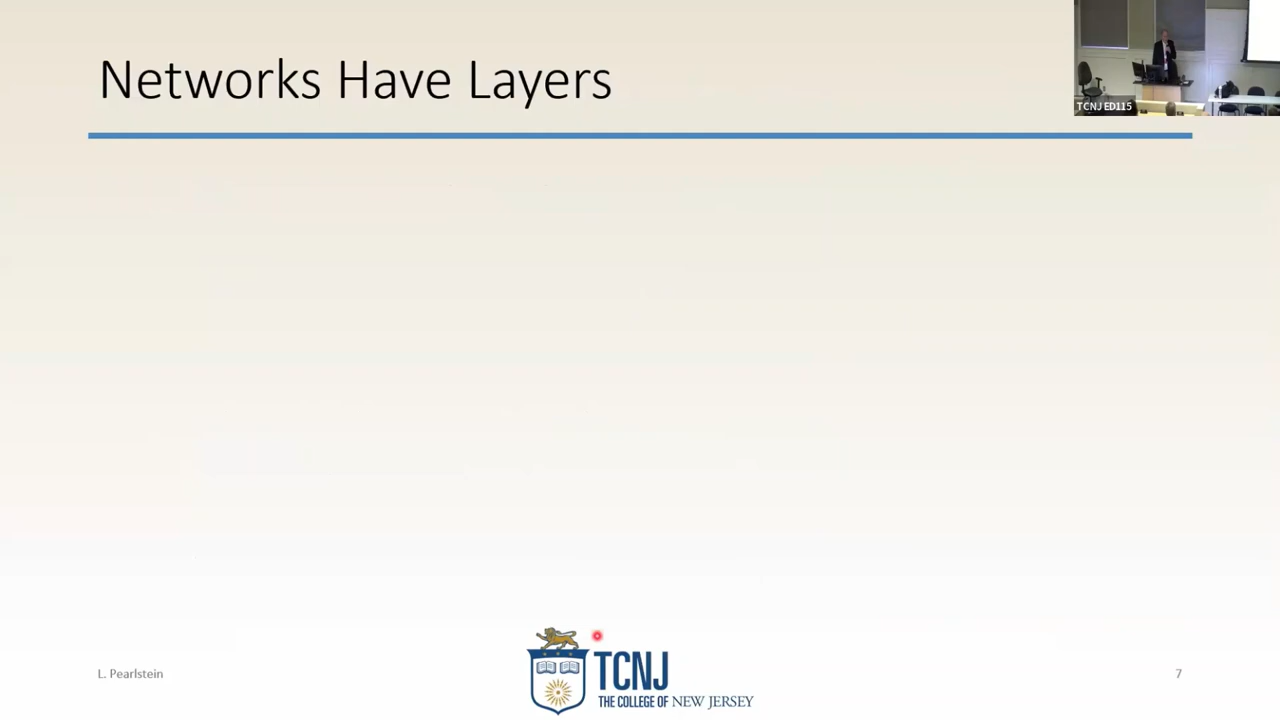 Networks Have Layers
TCNJ ED115
L. Pearlstein
TCNJ
THE COLLEGE OF NEW JERSEY
7